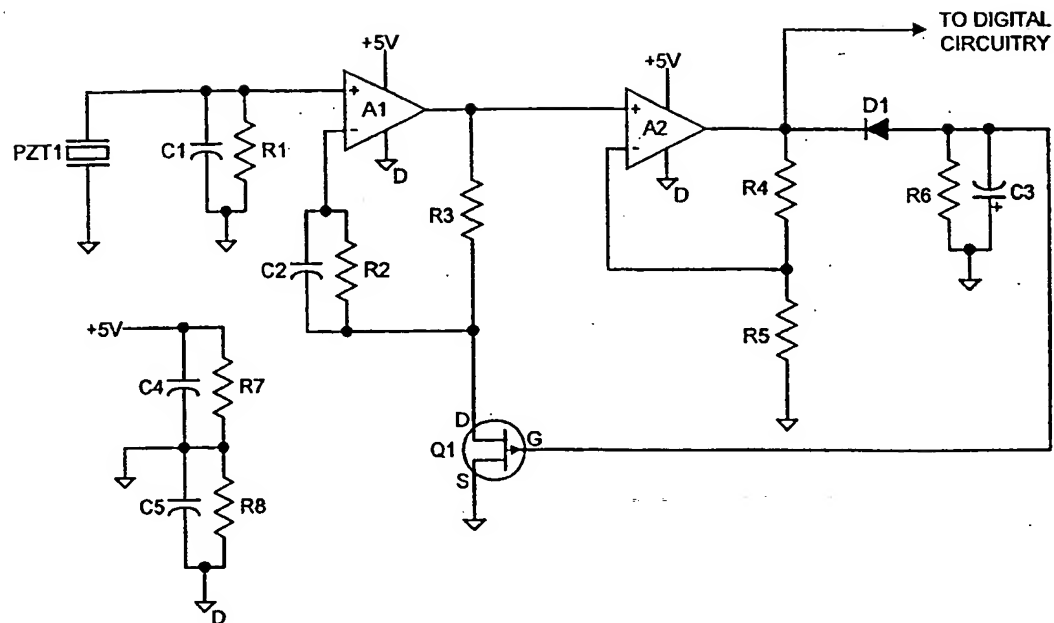 TO DIGITAL
CIRCUITRY
+5V
+5V
A1
+
-
A2
+
-
D1
PZT1
C1
R1
D
D
R4
R6
C3
+
R3
C2
R2
R5
+5V
C4
R7
D
Q1
G
S
C5
R8
D